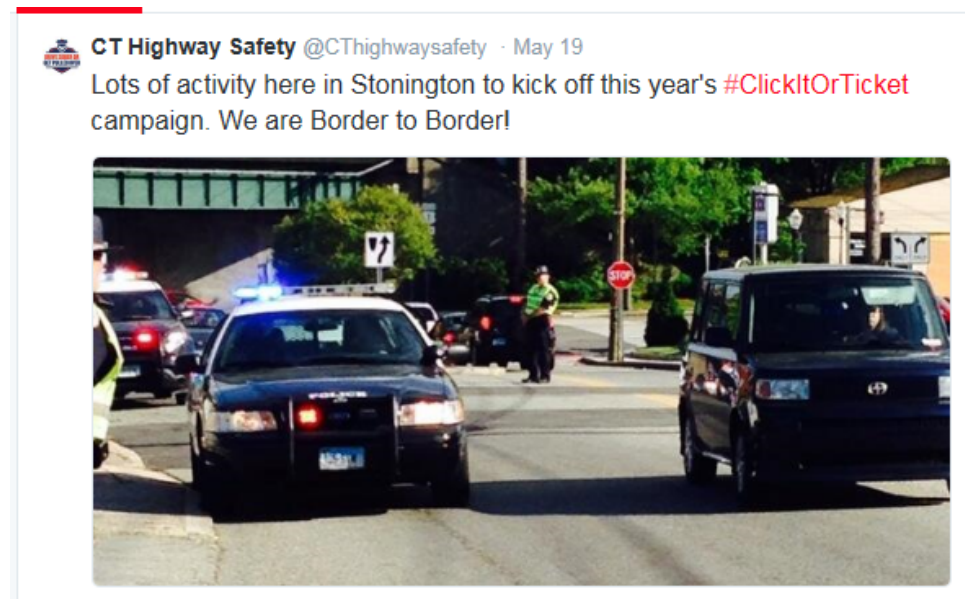 CT Highway Safety @CThighwaysafety · May 19
Lots of activity here in Stonington to kick off this year's #ClickItOrTicket
campaign. We are Border to Border!
STOP
POLICE